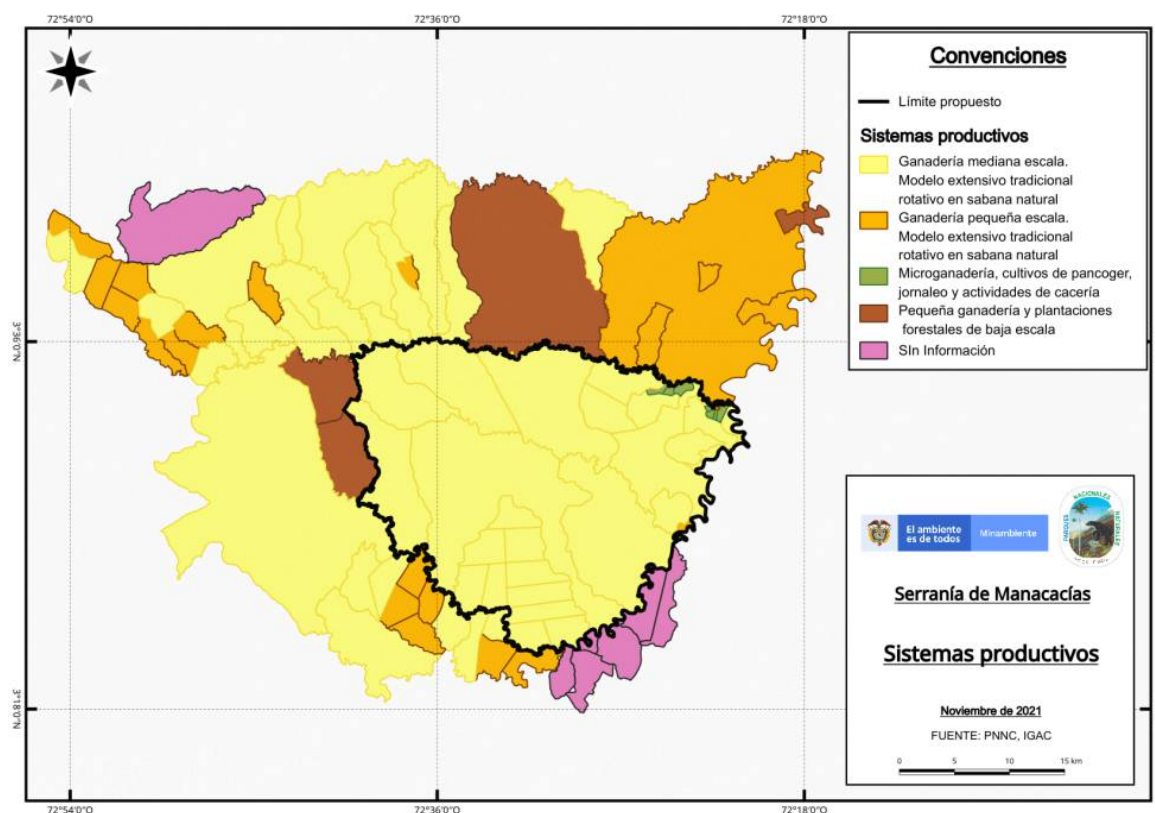 72°54'0"O 72°36'0"O 72°18'0"O
Convenciones
Límite propuesto
Sistemas productivos
Ganadería mediana escala.
Modelo extensivo tradicional
rotativo en sabana natural
Ganadería pequeña escala.
Modelo extensivo tradicional
rotativo en sabana natural
Microganadería, cultivos de pancoger,
jornaleo y actividades de cacería
Pequeña ganadería y plantaciones
forestales de baja escala
SIn Información
3°36'0"N
3°18'0"N
El ambiente
es de todos
Minambiente
PARQUES NACIONALES NATURALES
Serranía de Manacacías
Sistemas productivos
Noviembre de 2021
FUENTE: PNNC, IGAC
0 5 10 15 km
72°54'0"O 72°36'0"O 72°18'0"O